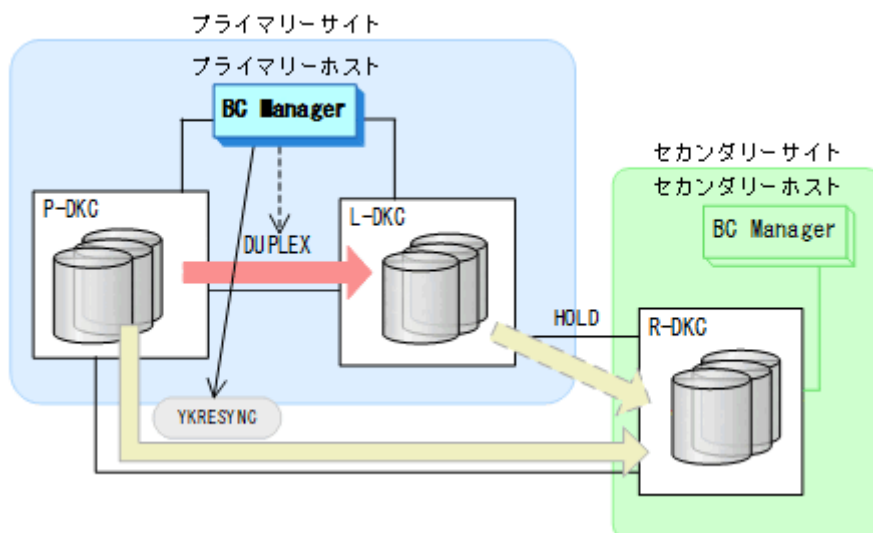 プライマリーサイト
プライマリーホスト
BC Manager
セカンダリーサイト
セカンダリーホスト
P-DKC
L-DKC
BC Manager
DUPLEX
HOLD
R-DKC
YKRESYNC